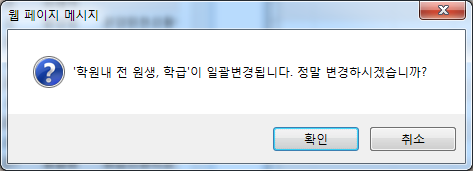 웹 페이지 메시지
'학원내 전 원생, 학급'이 일괄변경됩니다. 정말 변경하시겠습니까?
확인 취소